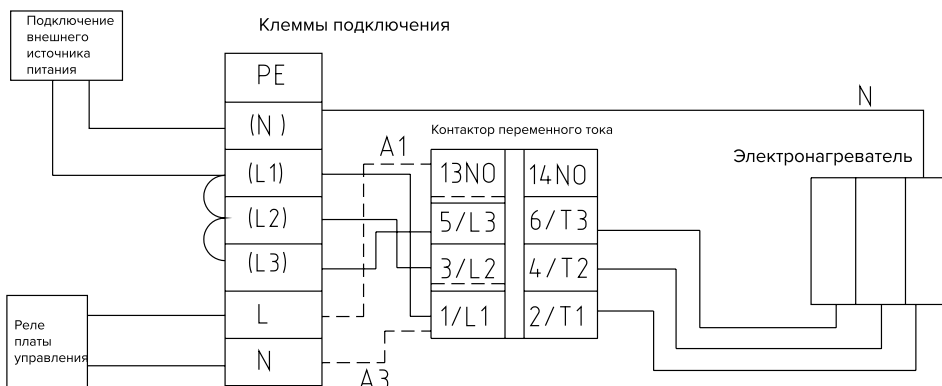 Подключение
внешнего
источника
питания
Клеммы подключения
PE
(N)
(L1)
(L2)
(L3)
L
N
Реле
платы
управления
A1
A3
Контактор переменного тока
13NO 14NO
5/L3 6/T3
3/L2 4/T2
1/L1 2/T1
N
Электронагреватель